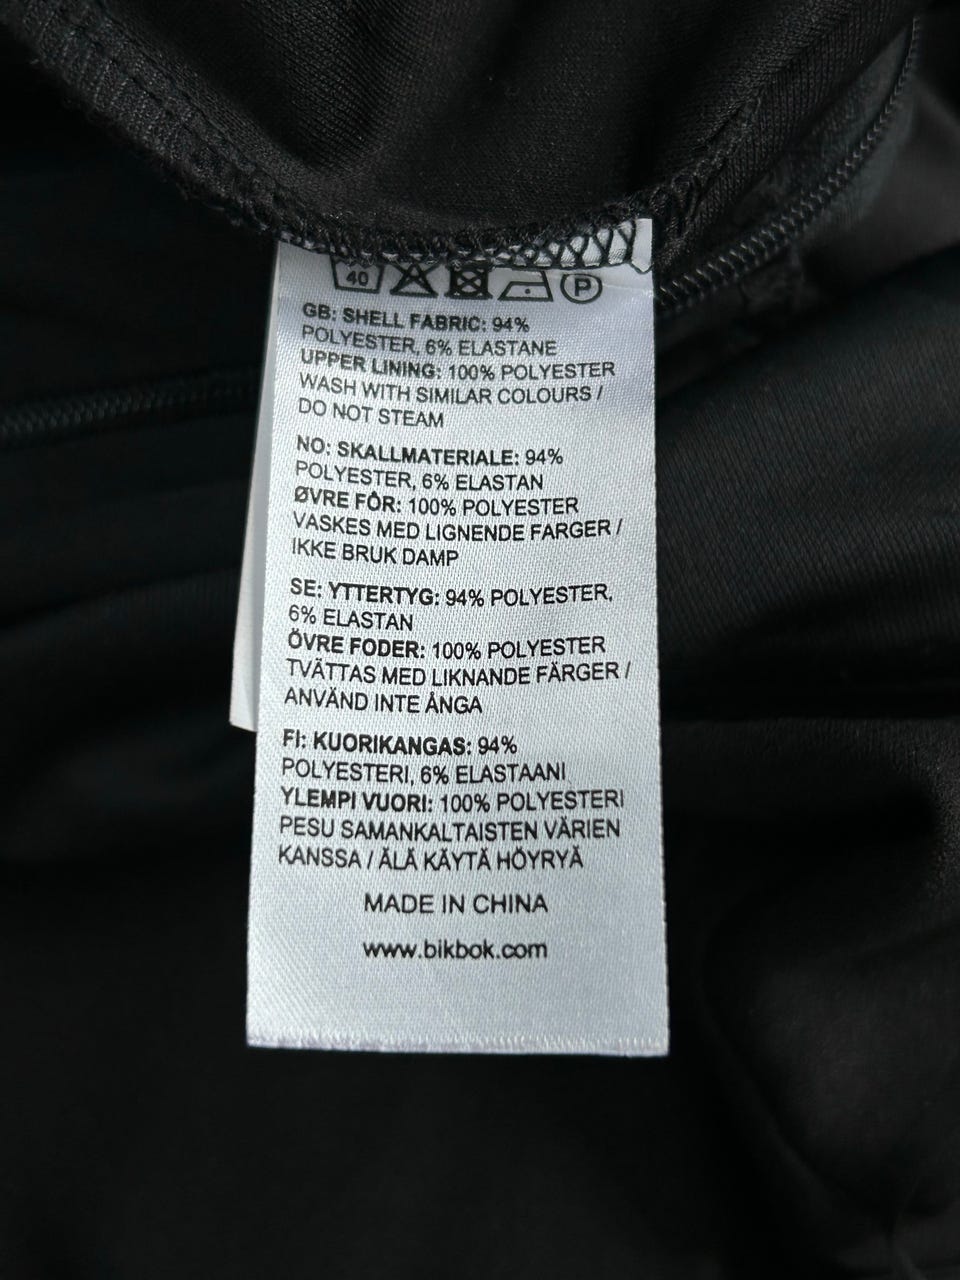 40 P
GB: SHELL FABRIC: 94%
POLYESTER, 6% ELASTANE
UPPER LINING: 100% POLYESTER
WASH WITH SIMILAR COLOURS /
DO NOT STEAM
NO: SKALLMATERIALE: 94%
POLYESTER, 6% ELASTAN
ØVRE FÔR: 100% POLYESTER
VASKES MED LIGNENDE FARGER /
IKKE BRUK DAMP
SE: YTTERTYG: 94% POLYESTER,
6% ELASTAN
ÖVRE FODER: 100% POLYESTER
TVÄTTAS MED LIKNANDE FÄRGER /
ANVÄND INTE ÅNGA
FI: KUORIKANGAS: 94%
POLYESTERI, 6% ELASTAANI
YLEMPI VUORI: 100% POLYESTERI
PESU SAMANKALTAISTEN VÄRIEN
KANSSA / ÄLÄ KÄYTÄ HÖYRYÄ
MADE IN CHINA
www.bikbok.com